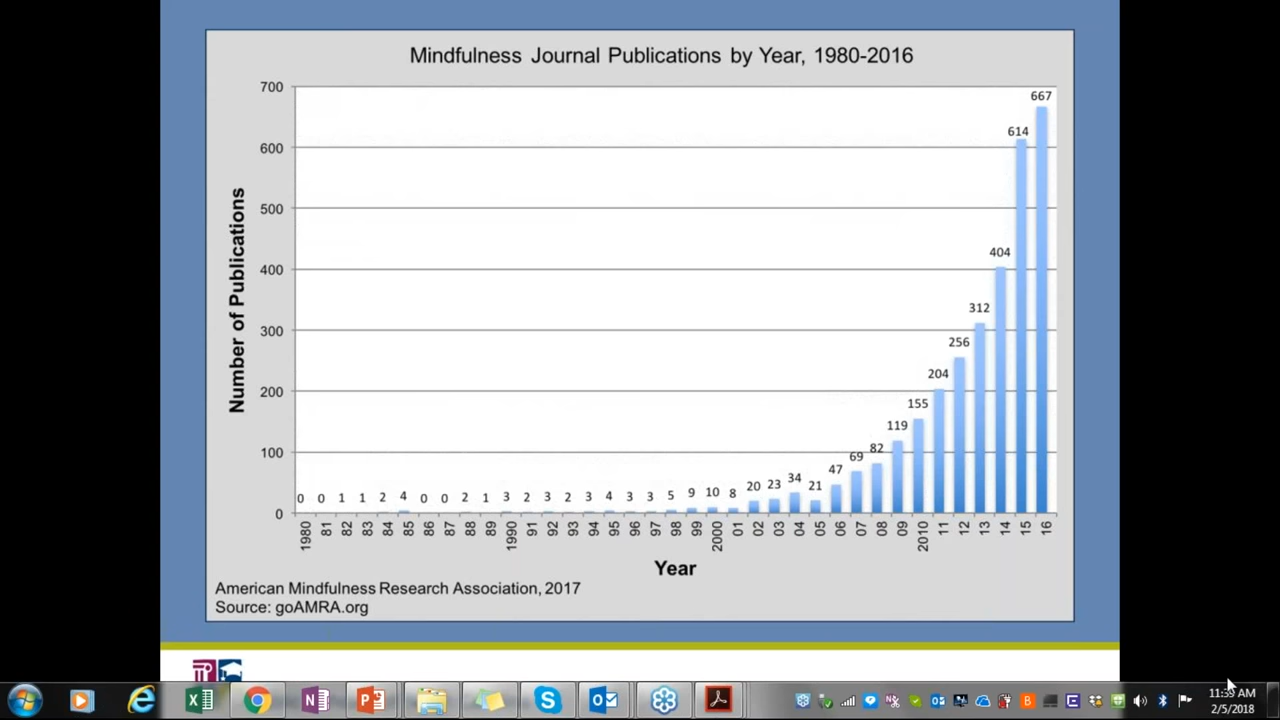 Mindfulness Journal Publications by Year, 1980-2016
Number of Publications
700
600
500
400
300
200
100
0
0 0 1 1 2 4 0 0 2 1 3 2 3 2 3 4 3 3 5 9 10 8 20 23 34 21 47 69 82 119 155 204 256 312 404 614 667
1980 81 82 83 84 85 86 87 88 89 1990 91 92 93 94 95 96 97 98 99 2000 01 02 03 04 05 06 07 08 09 2010 11 12 13 14 15 16
Year
American Mindfulness Research Association, 2017
Source: goAMRA.org
2/5/2018